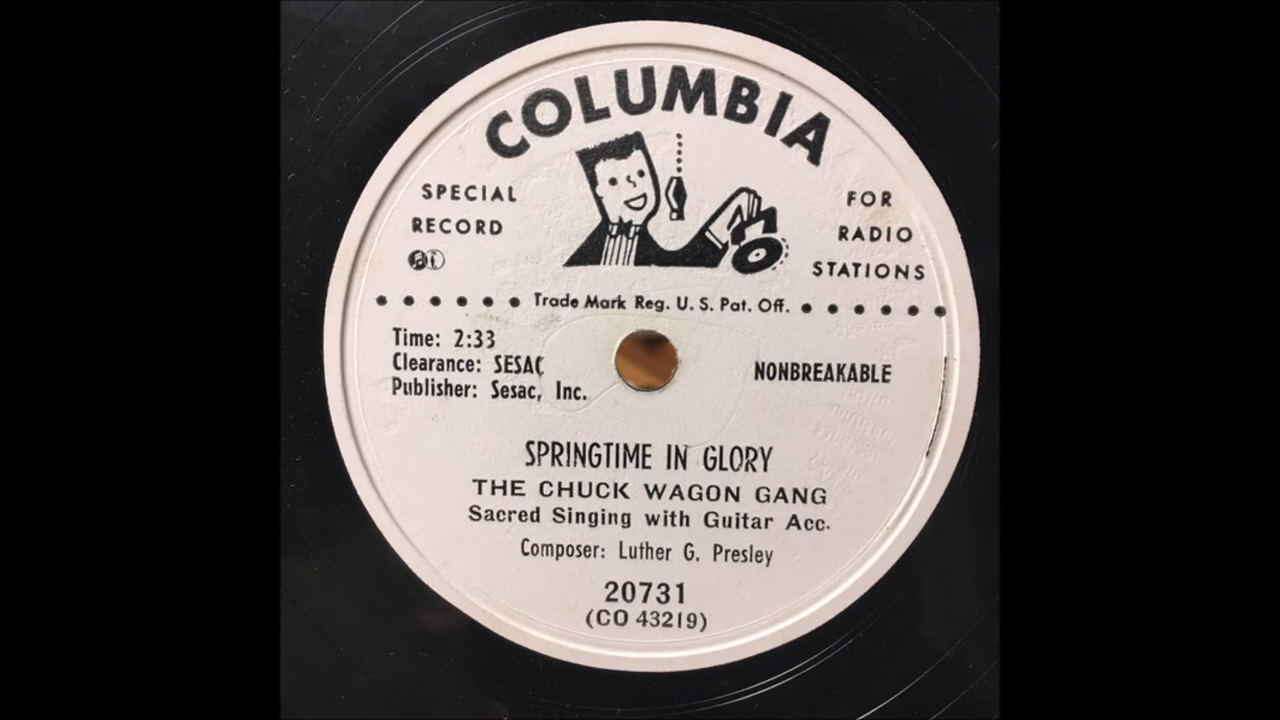 COLUMBIA
SPECIAL
RECORD
FOR
RADIO
STATIONS
Trade Mark Reg. U. S. Pat. Off.
Time: 2:33
Clearance: SESAC
Publisher: Sesac, Inc.
NONBREAKABLE
SPRINGTIME IN GLORY
THE CHUCK WAGON GANG
Sacred Singing with Guitar Acc.
Composer: Luther G. Presley
20731
(CO 43219)